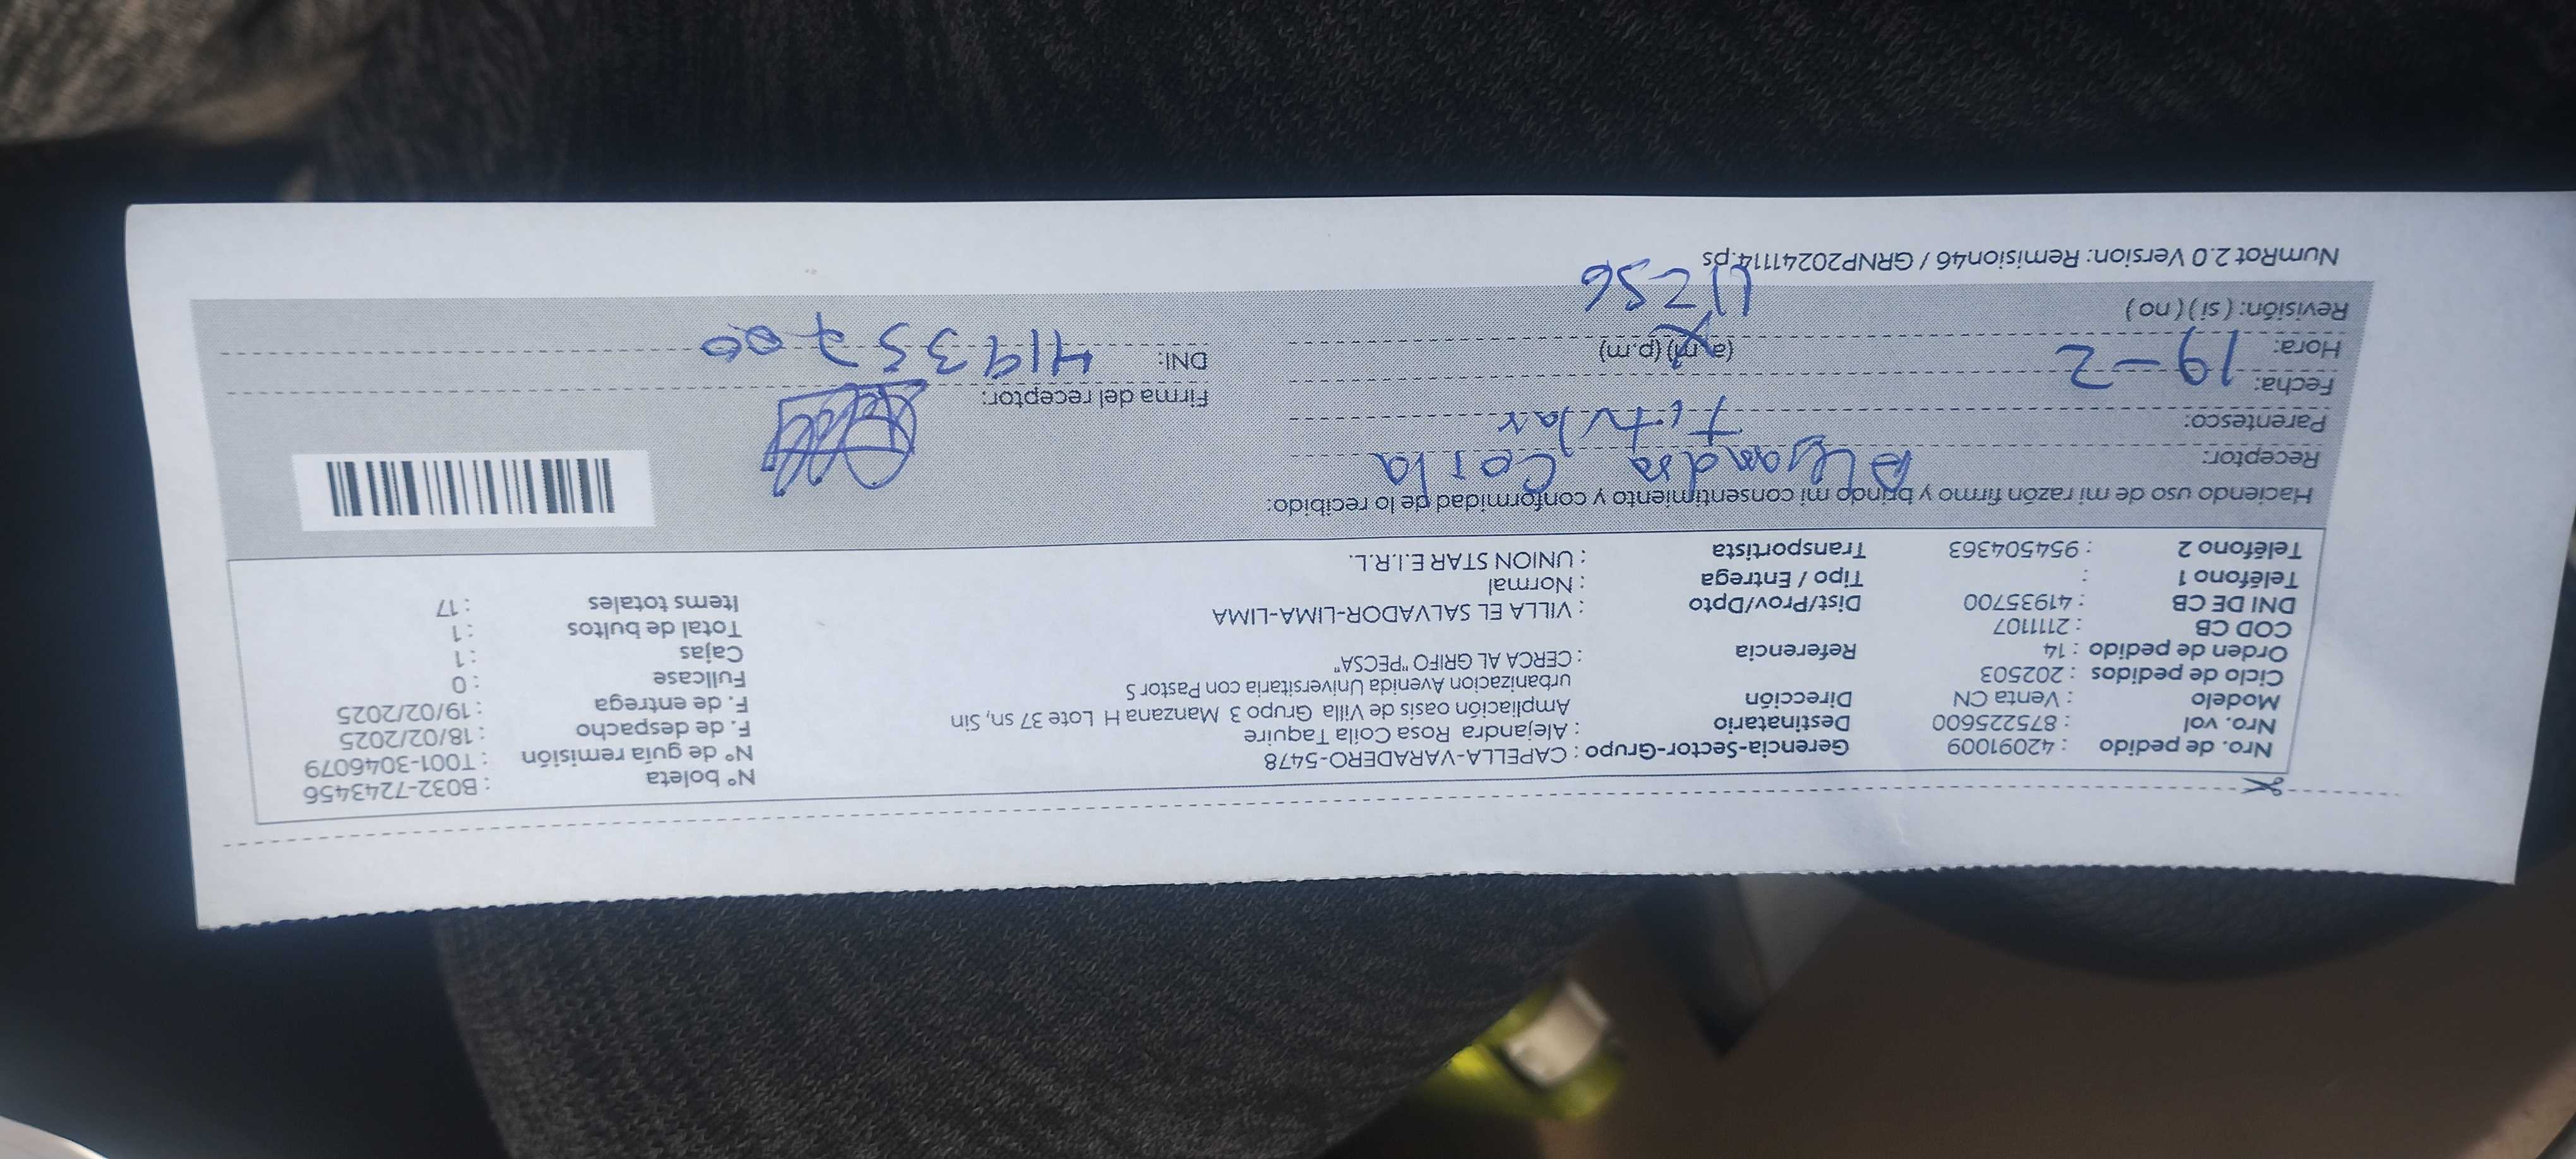 Nro. de pedido : 42091009 Gerencia-Sector-Grupo : CAPELLA-VARADERO-5478 N° boleta : B032-7243456
Nro. vol : 875225600 Destinatario : Alejandra Rosa Coila Taquire N° de guía remisión : T001-3046079
Modelo : Venta CN Dirección Ampliación oasis de Villa Grupo 3 Manzana H Lote 37 sn, Sin F. de despacho : 18/02/2025
urbanizacion Avenida Universitaria con Pastor S F. de entrega : 19/02/2025
Ciclo de pedidos : 202503 Fullcase : 0
Orden de pedido : 14 Referencia : CERCA AL GRIFO "PECSA" Cajas : 1
COD CB : 2111107 Total de bultos : 1
DNI DE CB : 41935700 Dist/Prov/Dpto : VILLA EL SALVADOR-LIMA-LIMA Items totales : 17
Teléfono 1 : Tipo / Entrega : Normal
Teléfono 2 : 954504363 Transportista : UNION STAR E.I.R.L.
Haciendo uso de mi razón firmo y brindo mi consentimiento y conformidad de lo recibido:
Receptor: Alejandra Coila
Parentesco: Titular
Firma del receptor:
Fecha: 19-2
Hora: (a.m) (p.m) DNI: 41935700
Revisión: ( si ) ( no )
NumRot 2.0 Version: Remision46 / GRNP20241114.ps